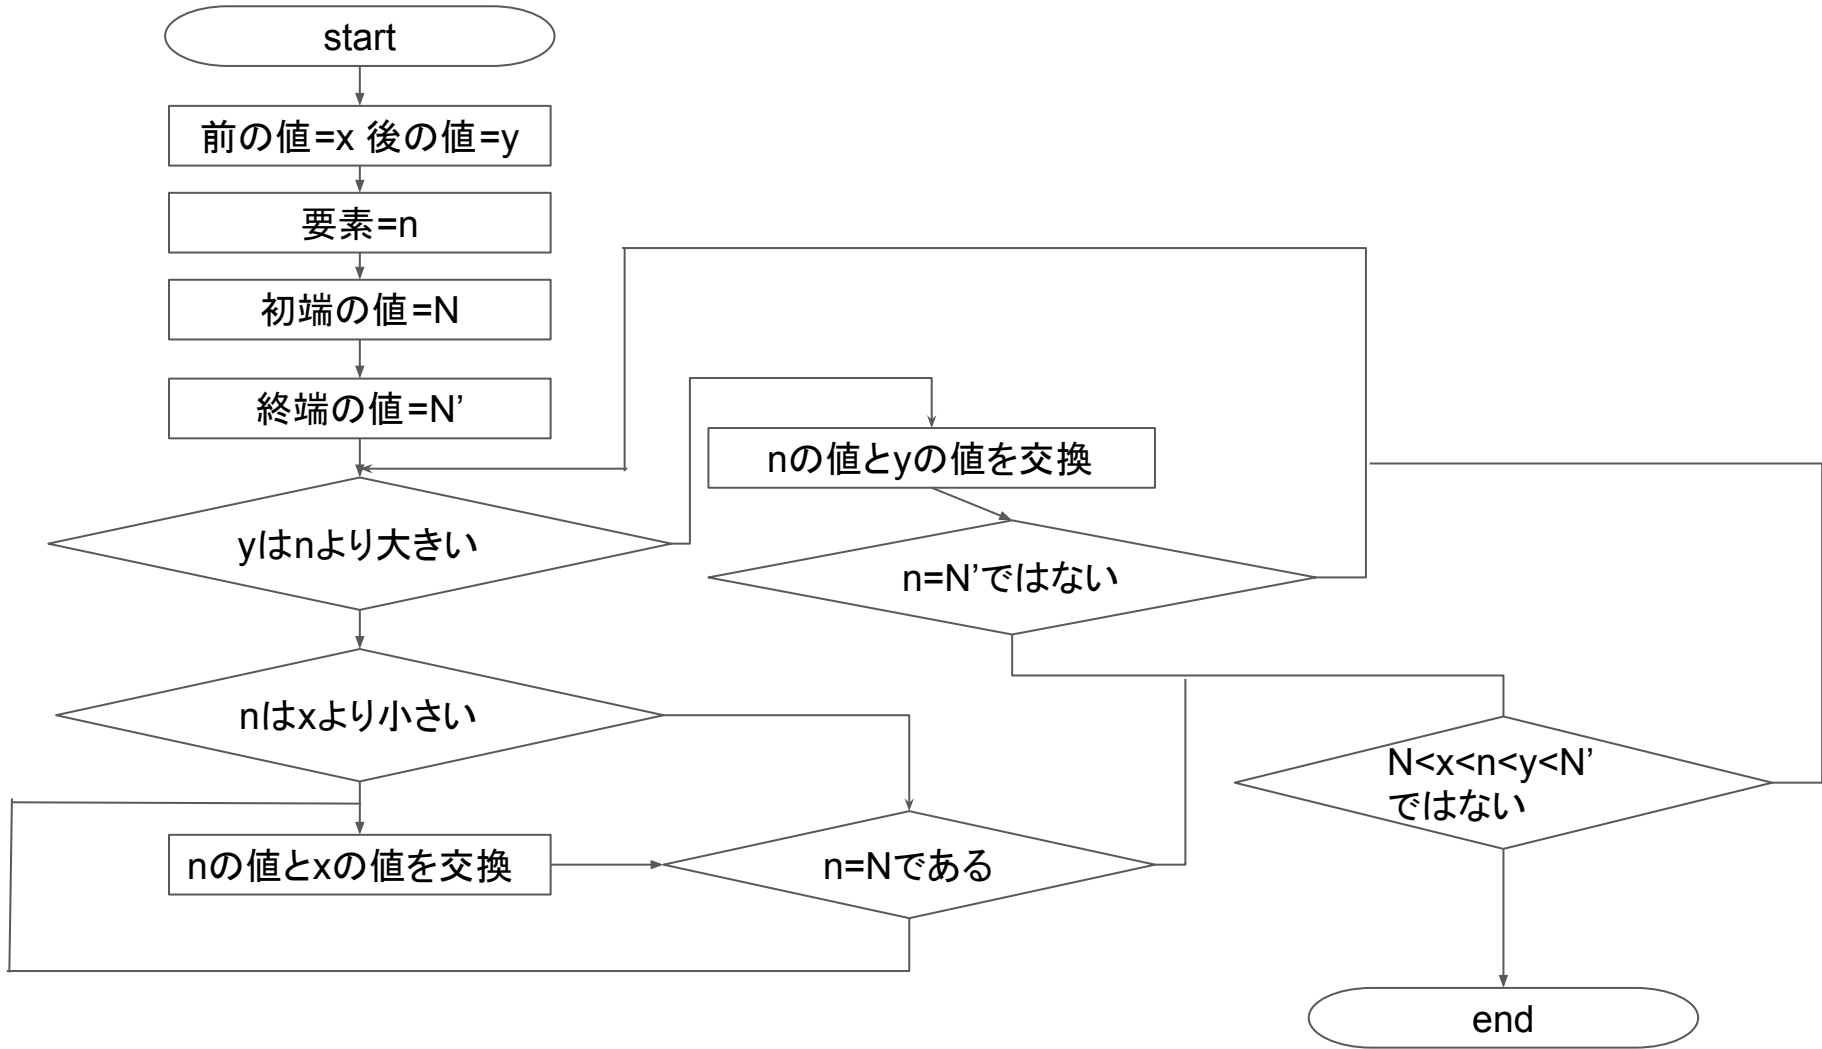 start
前の値=x 後の値=y
要素=n
初端の値=N
終端の値=N’
yはnより大きい
nはxより小さい
nの値とxの値を交換
nの値とyの値を交換
n=N’ではない
n=Nである
N<x<n<y<N’
ではない
end